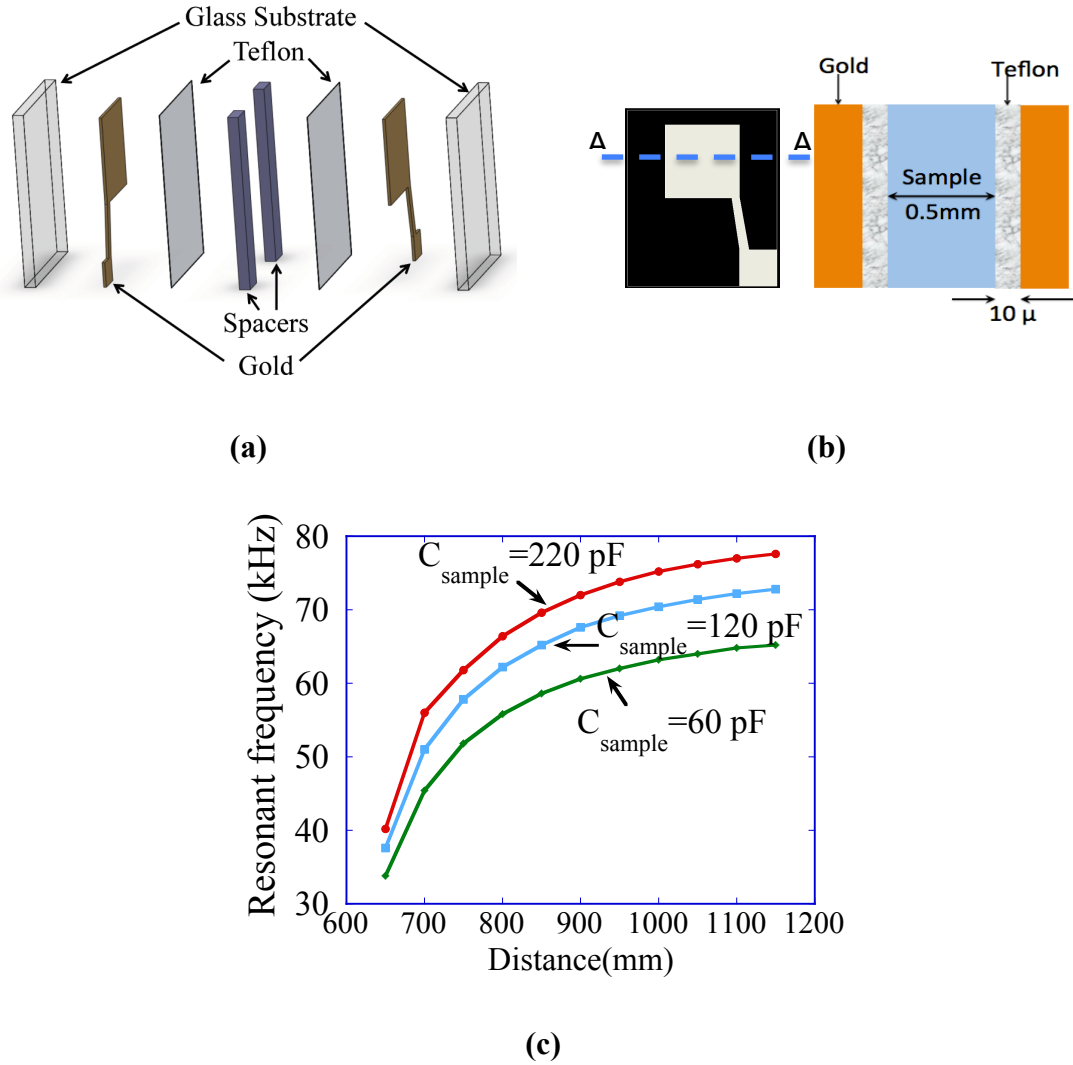 Glass Substrate
Teflon
Spacers
Gold
(a)
Gold
Teflon
A
A
Sample
0.5mm
10 μ
(b)
Resonant frequency (kHz)
80
70
60
50
40
30
C_sample=220 pF
C_sample=120 pF
C_sample=60 pF
600 700 800 900 1000 1100 1200
Distance(mm)
(c)